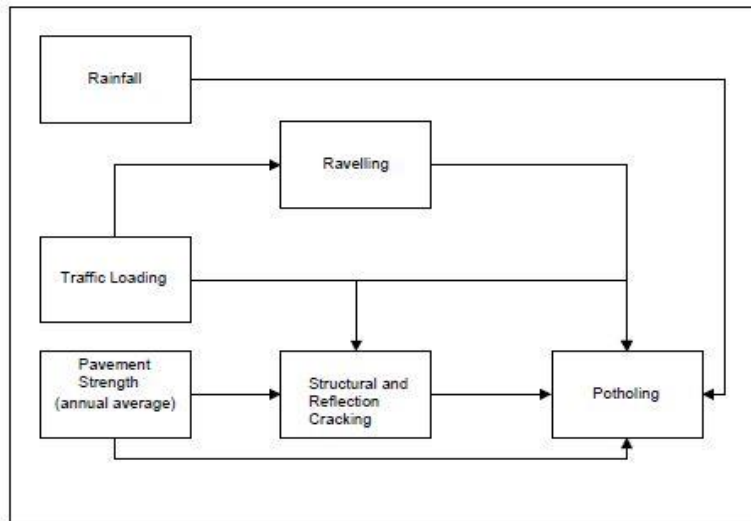 Rainfall
Ravelling
Traffic Loading
Pavement
Strength
(annual average)
Structural and
Reflection
Cracking
Potholing